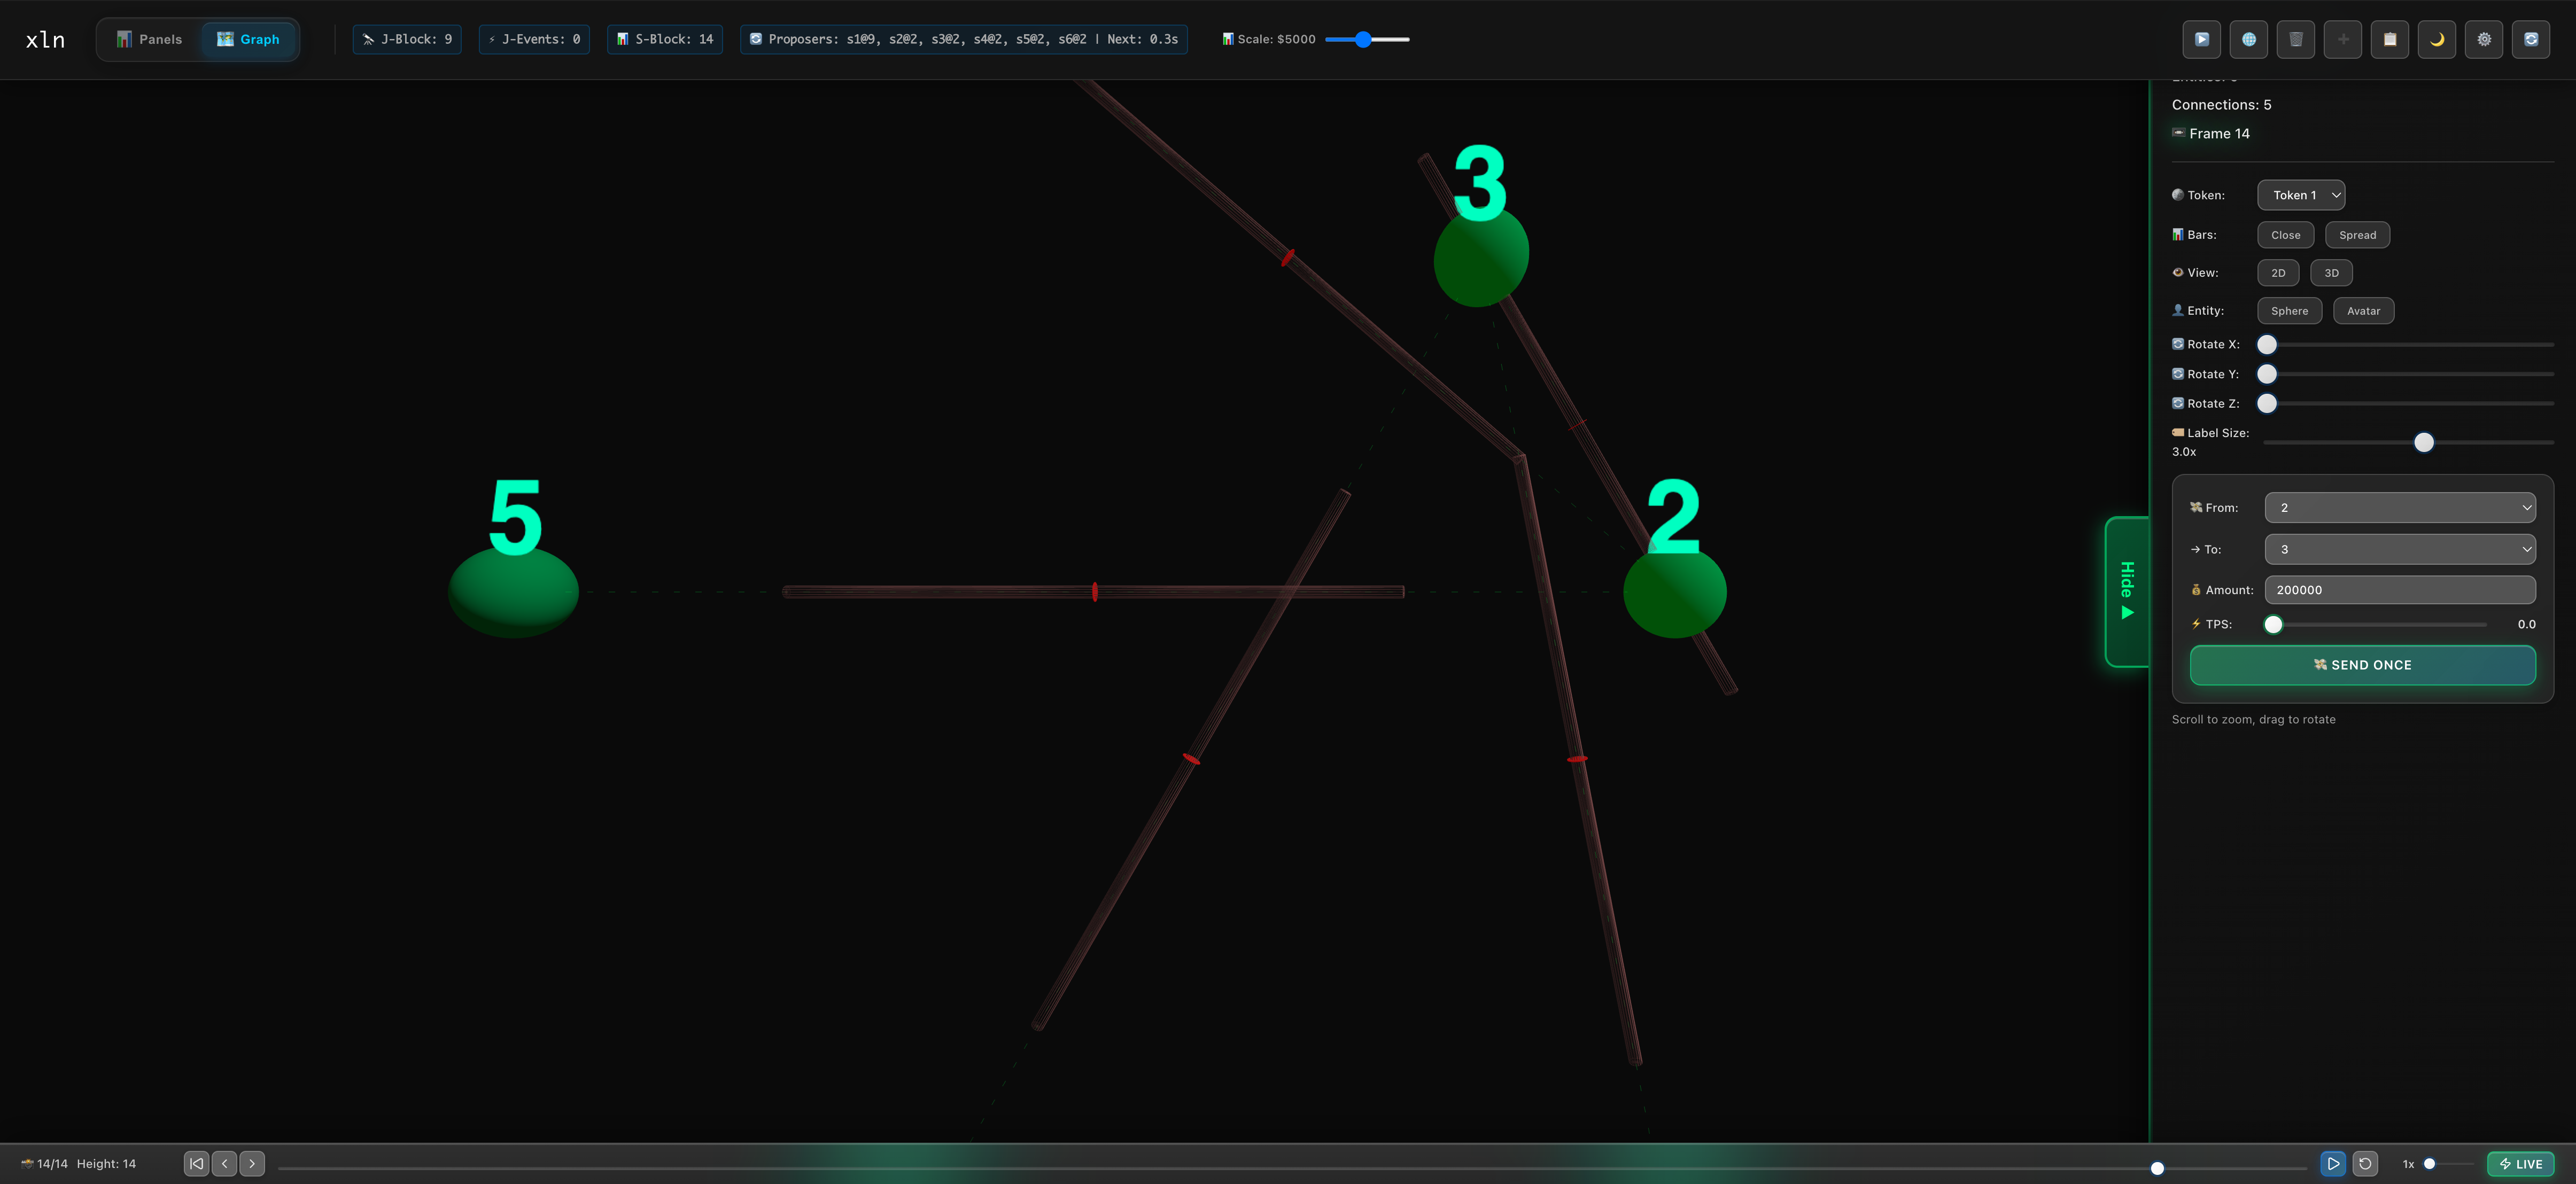 xln
Panels
Graph
J-Block: 9
J-Events: 0
S-Block: 14
Proposers: s1@9, s2@2, s3@2, s4@2, s5@2, s6@2 | Next: 0.3s
Scale: $5000
Connections: 5
Frame 14
Token: Token 1
Bars: Close Spread
View: 2D 3D
Entity: Sphere Avatar
Rotate X:
Rotate Y:
Rotate Z:
Label Size:
3.0x
From: 2
→ To: 3
Amount: 200000
TPS: 0.0
SEND ONCE
Scroll to zoom, drag to rotate
Hide ▶
3
5
2
14/14 Height: 14
1x
LIVE